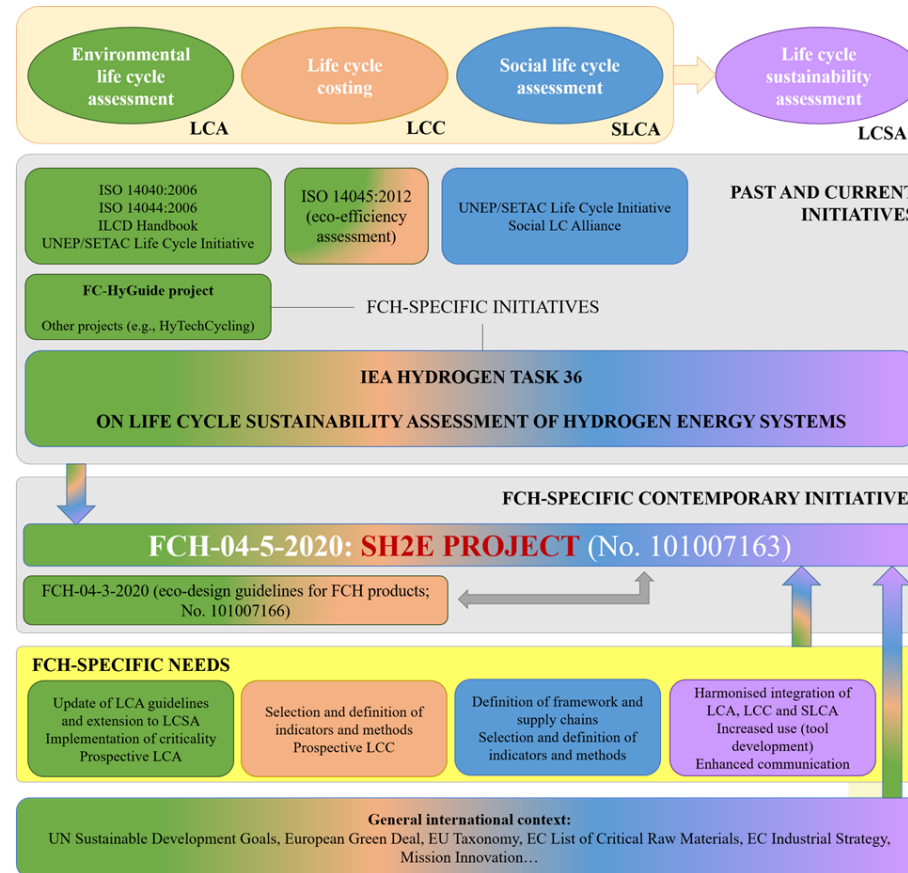 Environmental
life cycle
assessment
LCA
Life cycle
costing
LCC
Social life cycle
assessment
SLCA
Life cycle
sustainability
assessment
LCSA
PAST AND CURRENT
INITIATIVES
ISO 14040:2006
ISO 14044:2006
ILCD Handbook
UNEP/SETAC Life Cycle Initiative
ISO 14045:2012
(eco-efficiency
assessment)
UNEP/SETAC Life Cycle Initiative
Social LC Alliance
FC-HyGuide project
Other projects (e.g., HyTechCycling)
FCH-SPECIFIC INITIATIVES
IEA HYDROGEN TASK 36
ON LIFE CYCLE SUSTAINABILITY ASSESSMENT OF HYDROGEN ENERGY SYSTEMS
FCH-SPECIFIC CONTEMPORARY INITIATIVE
FCH-04-5-2020: SH2E PROJECT (No. 101007163)
FCH-04-3-2020 (eco-design guidelines for FCH products;
No. 101007166)
FCH-SPECIFIC NEEDS
Update of LCA guidelines
and extension to LCSA
Implementation of criticality
Prospective LCA
Selection and definition of
indicators and methods
Prospective LCC
Definition of framework and
supply chains
Selection and definition of
indicators and methods
Harmonised integration of
LCA, LCC and SLCA
Increased use (tool
development)
Enhanced communication
General international context:
UN Sustainable Development Goals, European Green Deal, EU Taxonomy, EC List of Critical Raw Materials, EC Industrial Strategy,
Mission Innovation…